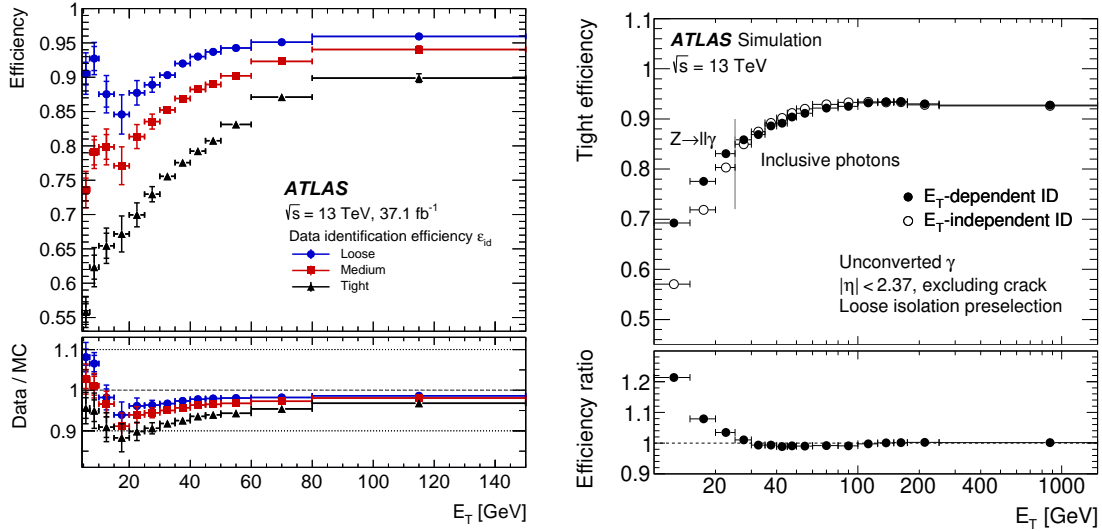 Efficiency
0.95
0.9
0.85
0.8
0.75
0.7
0.65
0.6
0.55
ATLAS
√s = 13 TeV, 37.1 fb⁻¹
Data identification efficiency ε_id
Loose
Medium
Tight
Data / MC
1.1
1
0.9
20 40 60 80 100 120 140
E_T [GeV]
Tight efficiency
1.1
1
0.9
0.8
0.7
0.6
0.5
ATLAS Simulation
√s = 13 TeV
Z→llγ
Inclusive photons
E_T-dependent ID
E_T-independent ID
Unconverted γ
|η| < 2.37, excluding crack
Loose isolation preselection
Efficiency ratio
1.2
1.1
1
0.9
20 30 40 100 200 1000
E_T [GeV]